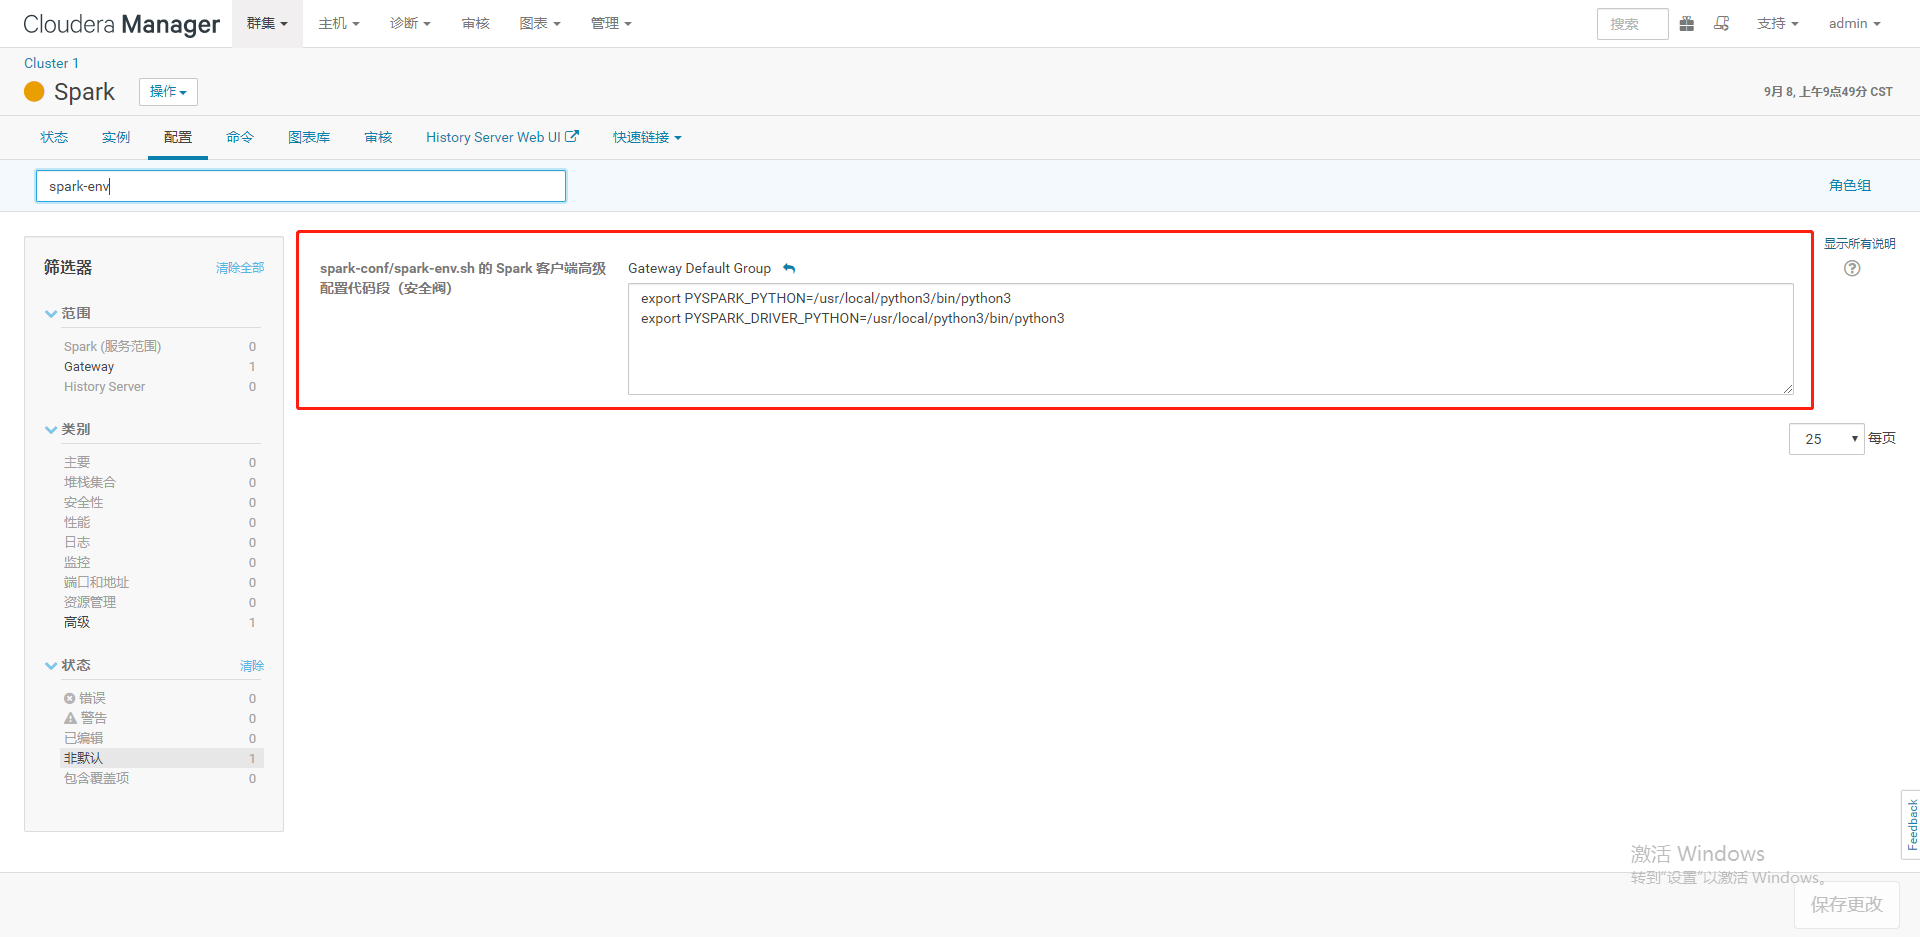 Cloudera Manager 群集 主机 诊断 审核 图表 管理 搜索 支持 admin
Cluster 1
Spark 操作 9月 8, 上午9点49分 CST
状态 实例 配置 命令 图表库 审核 History Server Web UI 快速链接
spark-env 角色组
筛选器 清除全部
范围
Spark (服务范围) 0
Gateway 1
History Server 0
类别
主要 0
堆栈集合 0
安全性 0
性能 0
日志 0
监控 0
端口和地址 0
资源管理 0
高级 1
状态 清除
错误 0
警告 0
已编辑 0
非默认 1
包含覆盖项 0
spark-conf/spark-env.sh 的 Spark 客户端高级
配置代码段（安全阀）
Gateway Default Group
export PYSPARK_PYTHON=/usr/local/python3/bin/python3
export PYSPARK_DRIVER_PYTHON=/usr/local/python3/bin/python3
显示所有说明
25 每页
Feedback
激活 Windows
转到"设置"以激活 Windows。
保存更改